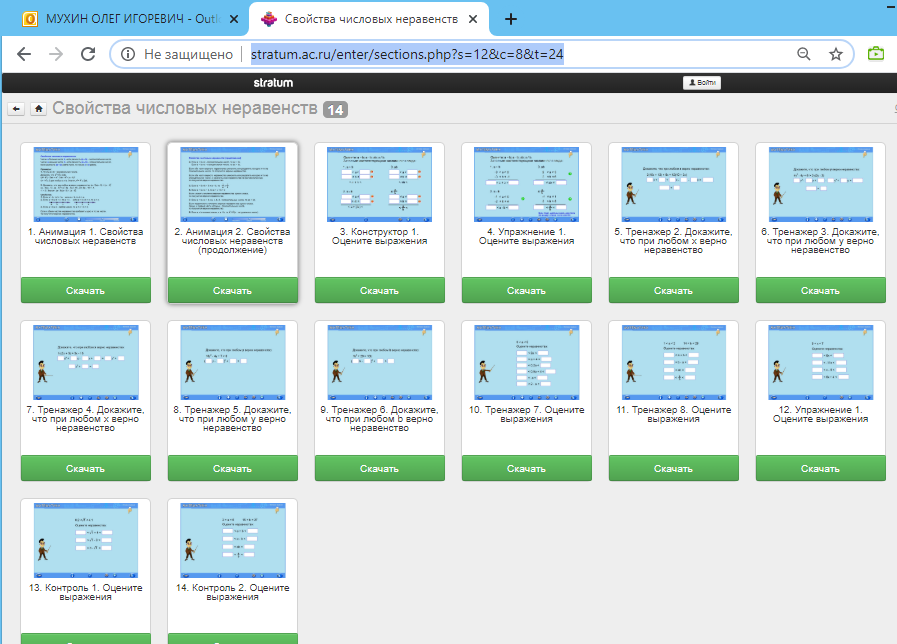 МУХИН ОЛЕГ ИГОРЕВИЧ - Outl
Свойства числовых неравенств
Не защищено
stratum.ac.ru/enter/sections.php?s=12&c=8&t=24
stratum
Войти
Свойства числовых неравенств 14
1. Анимация 1. Свойства
числовых неравенств
Скачать
2. Анимация 2. Свойства
числовых неравенств
(продолжение)
Скачать
3. Конструктор 1.
Оцените выражения
Скачать
4. Упражнение 1.
Оцените выражения
Скачать
5. Тренажер 2. Докажите,
что при любом x верно
неравенство
Скачать
6. Тренажер 3. Докажите,
что при любом y верно
неравенство
Скачать
7. Тренажер 4. Докажите,
что при любом x верно
неравенство
Скачать
8. Тренажер 5. Докажите,
что при любом y верно
неравенство
Скачать
9. Тренажер 6. Докажите,
что при любом b верно
неравенство
Скачать
10. Тренажер 7. Оцените
выражения
Скачать
11. Тренажер 8. Оцените
выражения
Скачать
12. Упражнение 1.
Оцените выражения
Скачать
13. Контроль 1. Оцените
выражения
14. Контроль 2. Оцените
выражения